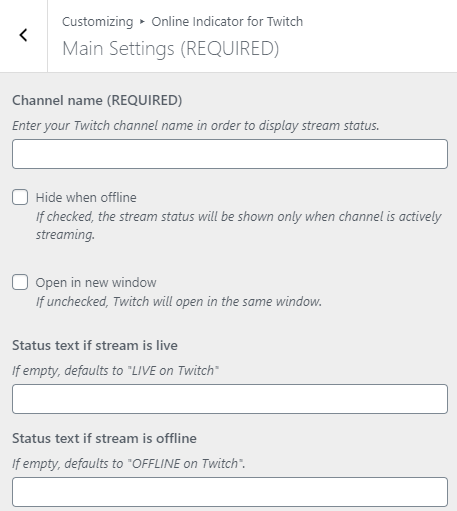 Customizing ▸ Online Indicator for Twitch
Main Settings (REQUIRED)
Channel name (REQUIRED)
Enter your Twitch channel name in order to display stream status.
Hide when offline
If checked, the stream status will be shown only when channel is actively
streaming.
Open in new window
If unchecked, Twitch will open in the same window.
Status text if stream is live
If empty, defaults to "LIVE on Twitch"
Status text if stream is offline
If empty, defaults to "OFFLINE on Twitch".